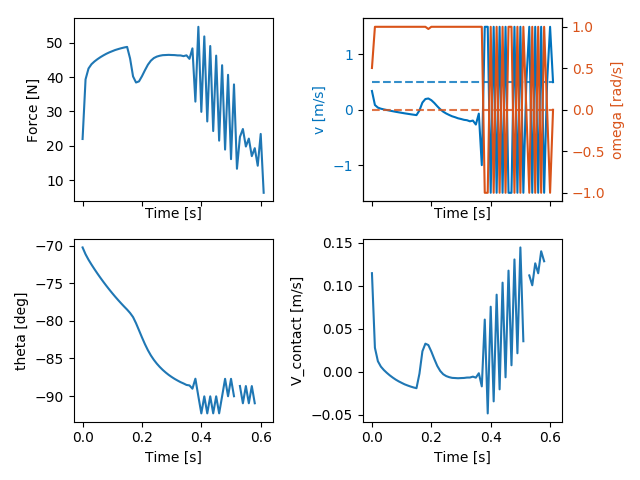 Force [N]
50
40
30
20
10
Time [s]
v [m/s]
1
0
−1
1.0
0.5
0.0
−0.5
−1.0
omega [rad/s]
Time [s]
theta [deg]
−70
−75
−80
−85
−90
0.0 0.2 0.4 0.6
Time [s]
V_contact [m/s]
0.15
0.10
0.05
0.00
−0.05
0.0 0.2 0.4 0.6
Time [s]